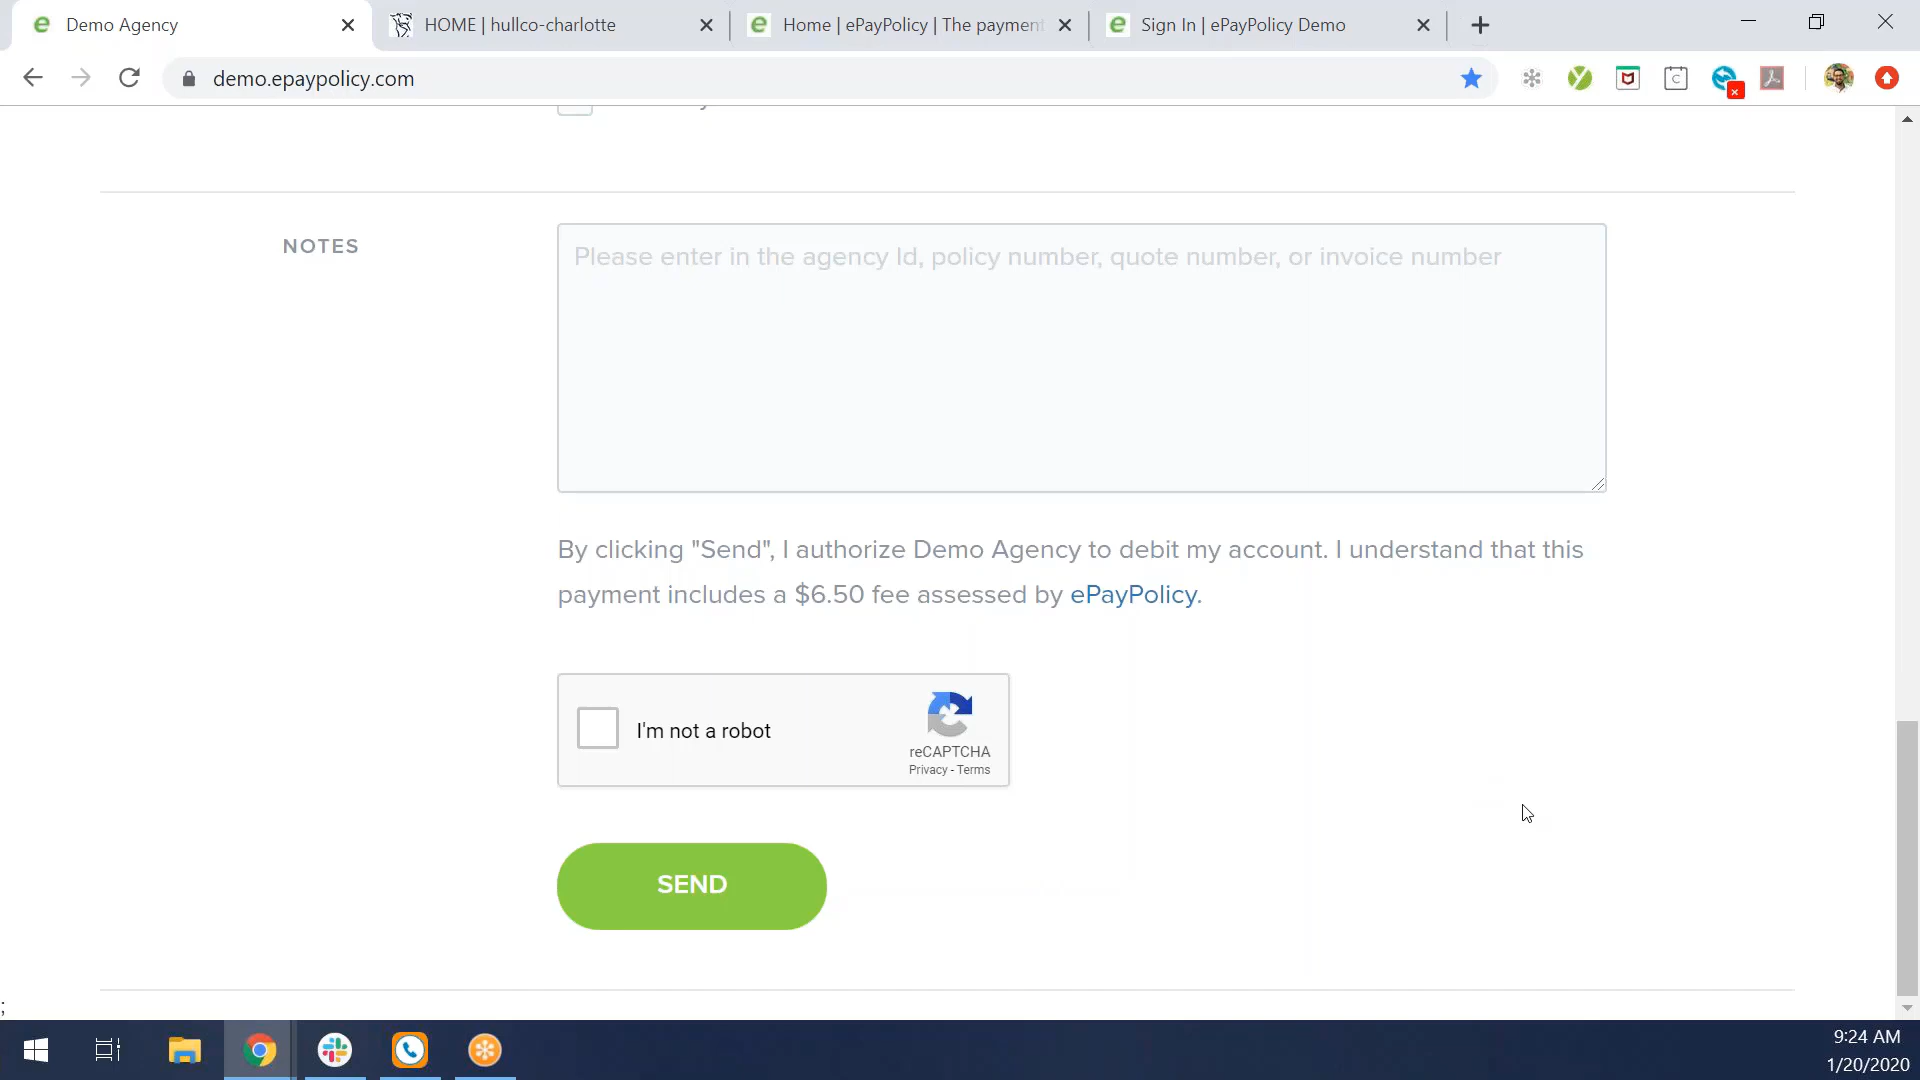 Demo Agency
HOME | hullco-charlotte
Home | ePayPolicy | The payment
Sign In | ePayPolicy Demo
demo.epaypolicy.com
NOTES
Please enter in the agency Id, policy number, quote number, or invoice number
By clicking "Send", I authorize Demo Agency to debit my account. I understand that this
payment includes a $6.50 fee assessed by ePayPolicy.
I'm not a robot
reCAPTCHA
Privacy - Terms
SEND
;
9:24 AM
1/20/2020